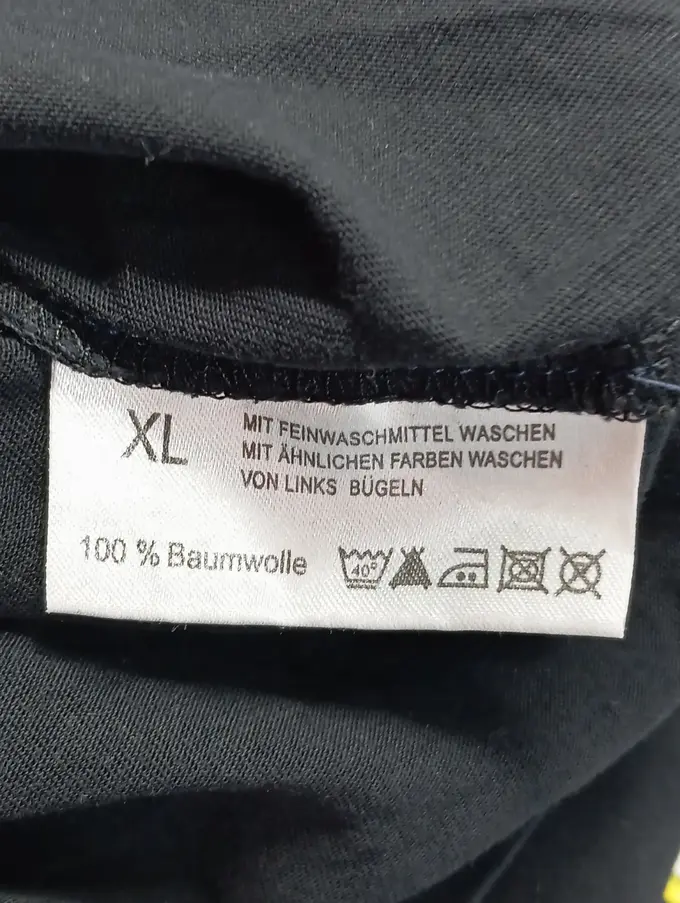 XL
MIT FEINWASCHMITTEL WASCHEN
MIT ÄHNLICHEN FARBEN WASCHEN
VON LINKS BÜGELN
100 % Baumwolle
40°